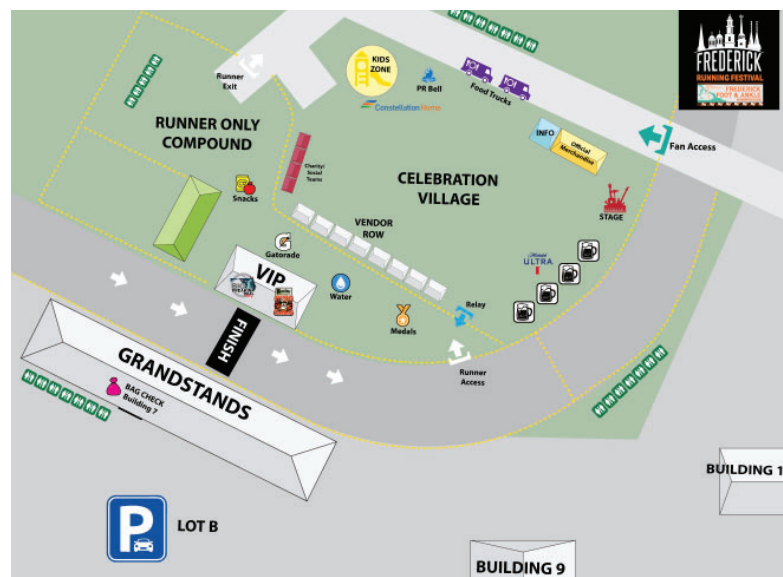 FREDERICK
RUNNING FESTIVAL
FREDERICK
FOOT & ANKLE
KIDS
ZONE
PR Bell
Constellation Home
Food Trucks
Runner
Exit
RUNNER ONLY
COMPOUND
INFO
Official
Merchandise
Fan Access
Charity/
Social
Teams
CELEBRATION
VILLAGE
Snacks
STAGE
VENDOR
ROW
Gatorade
ULTRA
VIP
Water
Relay
Medals
FINISH
Runner
Access
GRANDSTANDS
BAG CHECK
Building 7
BUILDING 1
P
LOT B
BUILDING 9